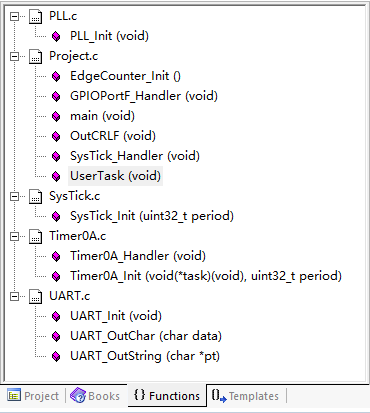 PLL.c
PLL_Init (void)
Project.c
EdgeCounter_Init ()
GPIOPortF_Handler (void)
main (void)
OutCRLF (void)
SysTick_Handler (void)
UserTask (void)
SysTick.c
SysTick_Init (uint32_t period)
Timer0A.c
Timer0A_Handler (void)
Timer0A_Init (void(*task)(void), uint32_t period)
UART.c
UART_Init (void)
UART_OutChar (char data)
UART_OutString (char *pt)
Project Books {} Functions {} Templates